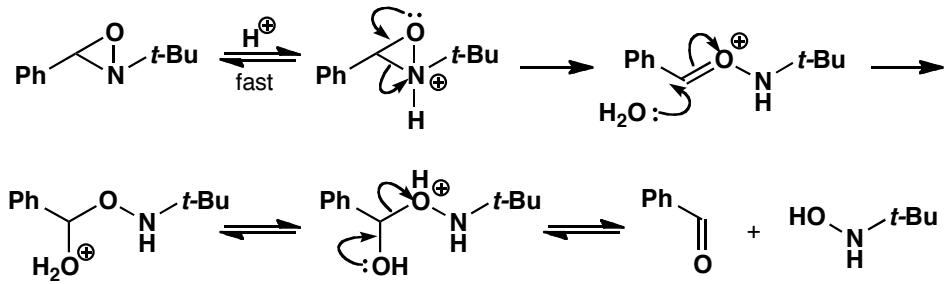 O H⊕ O: ⊕
Ph N t-Bu fast Ph N⊕ t-Bu Ph O N t-Bu
H H2O: H
H⊕
Ph O N t-Bu Ph O N t-Bu Ph HO t-Bu
H2O⊕ H :OH H O + N H